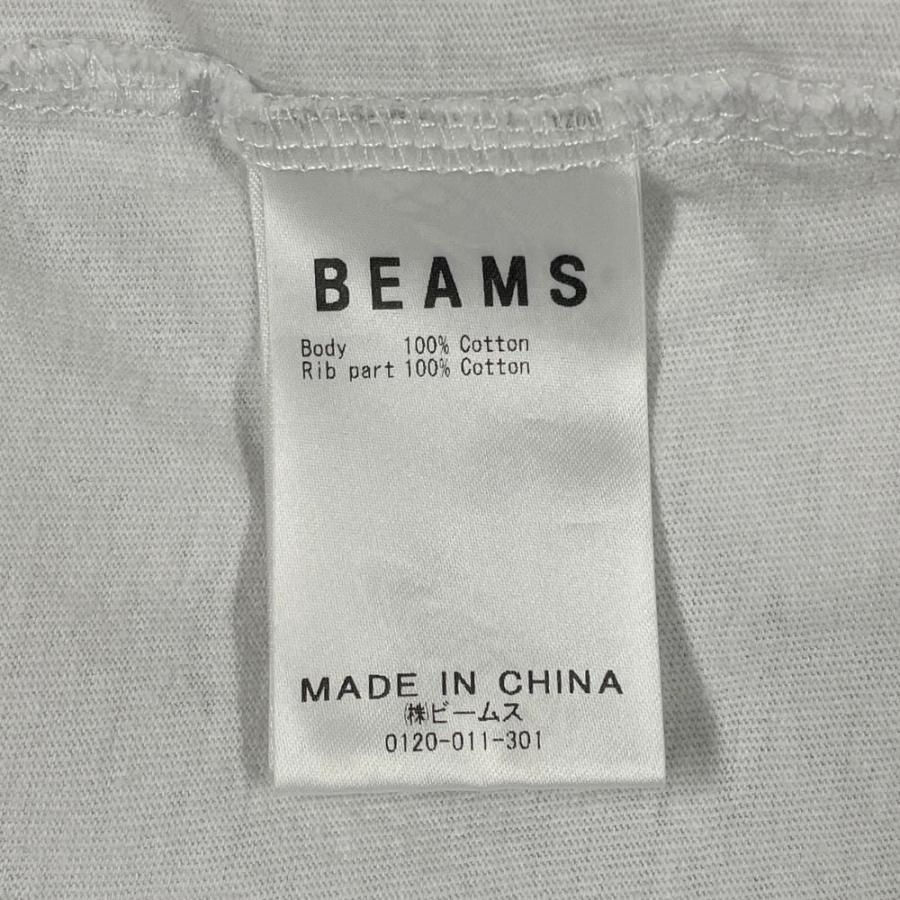 BEAMS
Body 100% Cotton
Rib part 100% Cotton
MADE IN CHINA
㈱ビームス
0120-011-301